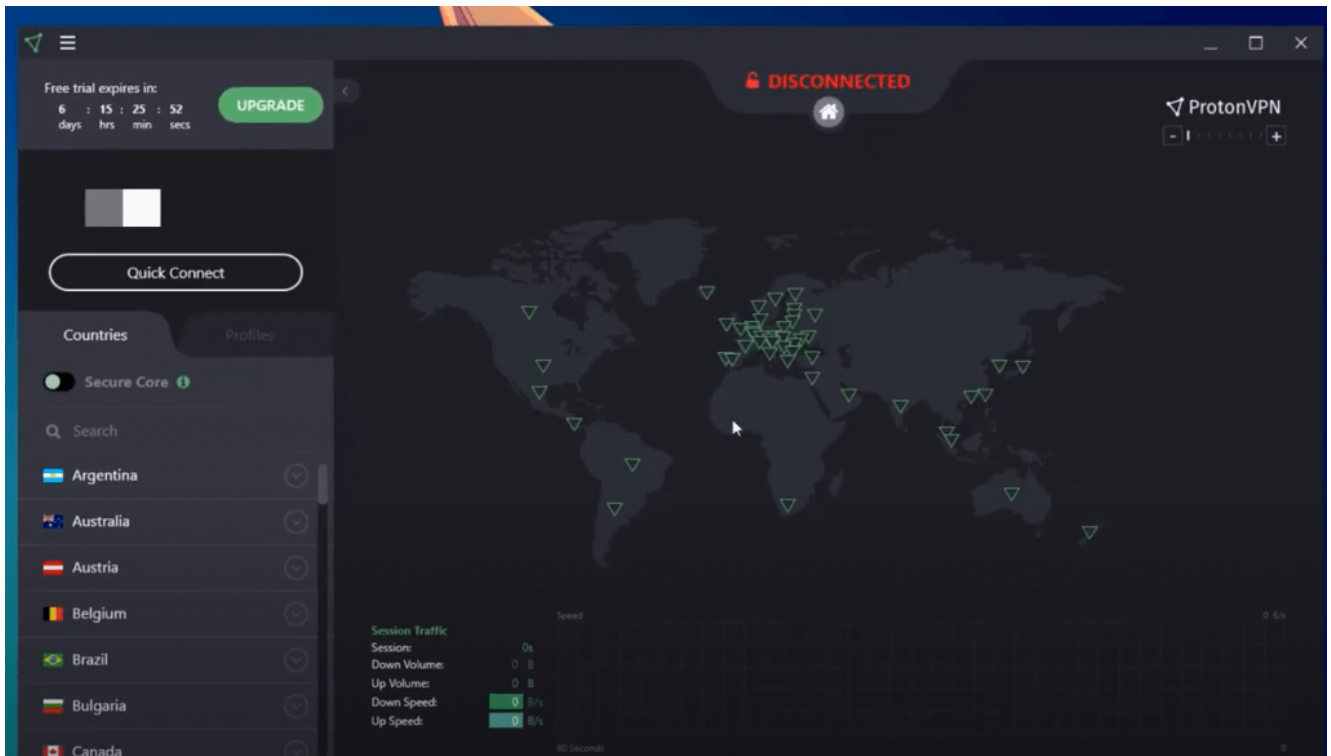 Free trial expires in:
6 : 15 : 25 : 52
days hrs min secs
UPGRADE
DISCONNECTED
ProtonVPN
- +
Quick Connect
Countries Profiles
Secure Core i
Search
Argentina
Australia
Austria
Belgium
Brazil
Bulgaria
Canada
Session Traffic
Session: 0s
Down Volume: 0 B
Up Volume: 0 B
Down Speed: 0 B/s
Up Speed: 0 B/s
Speed 0 B/s
60 Seconds 0